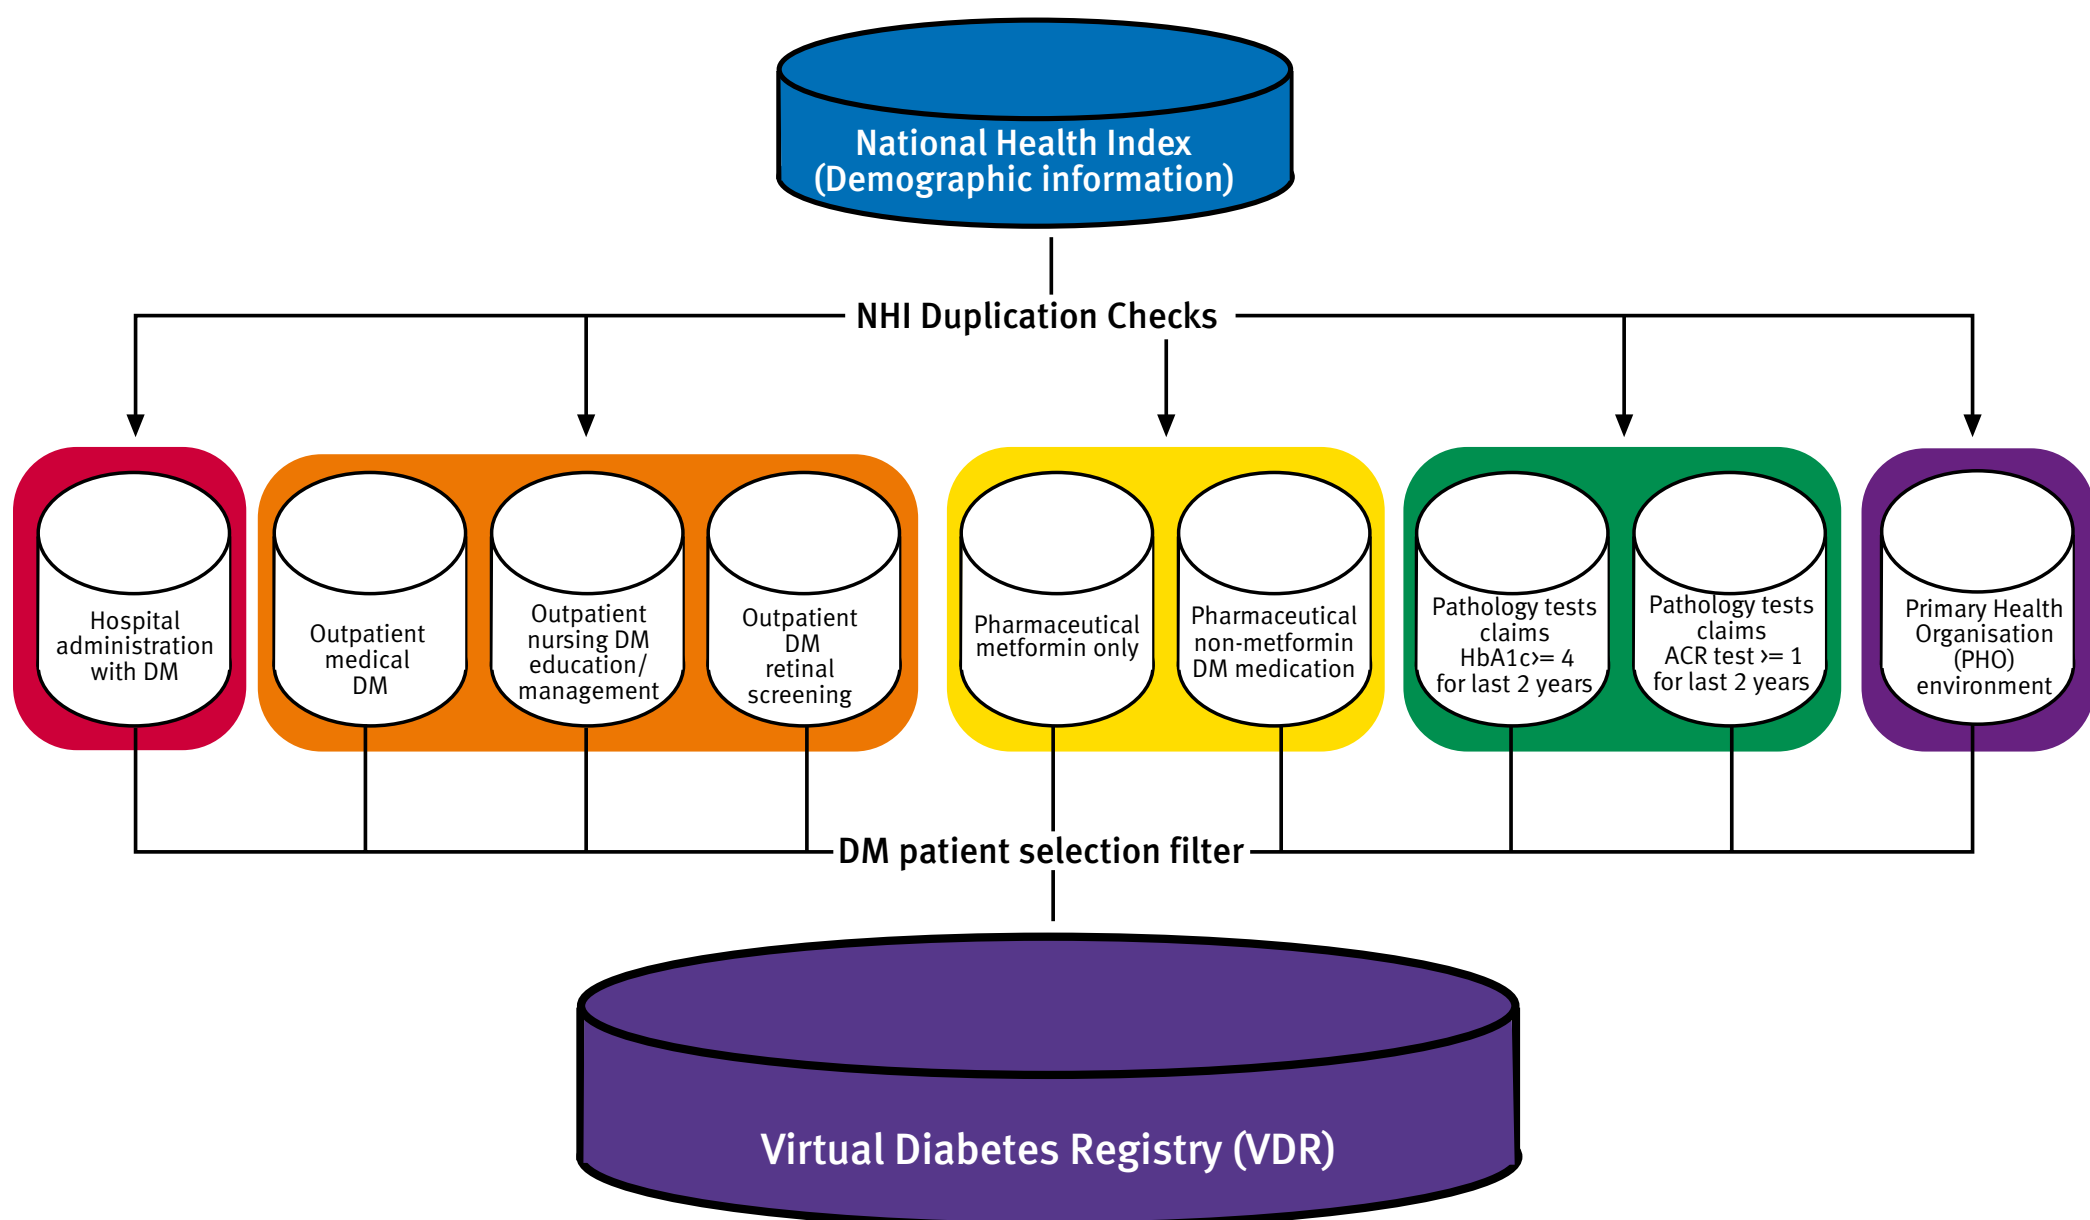 National Health Index
(Demographic information)
NHI Duplication Checks
Hospital
administration
with DM
Outpatient
medical
DM
Outpatient
nursing DM
education/
management
Outpatient
DM
retinal
screening
Pharmaceutical
metformin only
Pharmaceutical
non-metformin
DM medication
Pathology tests
claims
HbA1c>= 4
for last 2 years
Pathology tests
claims
ACR test >= 1
for last 2 years
Primary Health
Organisation
(PHO)
environment
DM patient selection filter
Virtual Diabetes Registry (VDR)